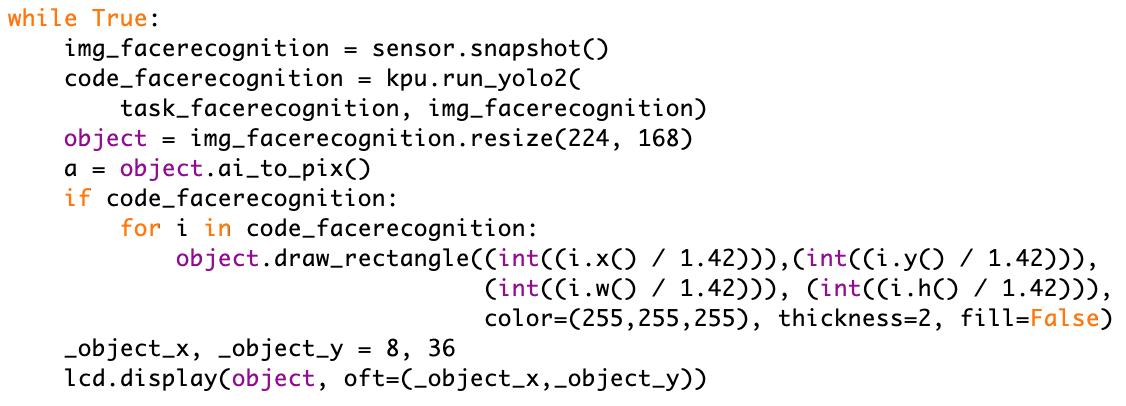 while True:
    img_facerecognition = sensor.snapshot()
    code_facerecognition = kpu.run_yolo2(
        task_facerecognition, img_facerecognition)
    object = img_facerecognition.resize(224, 168)
    a = object.ai_to_pix()
    if code_facerecognition:
        for i in code_facerecognition:
            object.draw_rectangle((int((i.x() / 1.42))),(int((i.y() / 1.42))),
                                  (int((i.w() / 1.42))), (int((i.h() / 1.42))),
                                  color=(255,255,255), thickness=2, fill=False)
    _object_x, _object_y = 8, 36
    lcd.display(object, oft=(_object_x,_object_y))